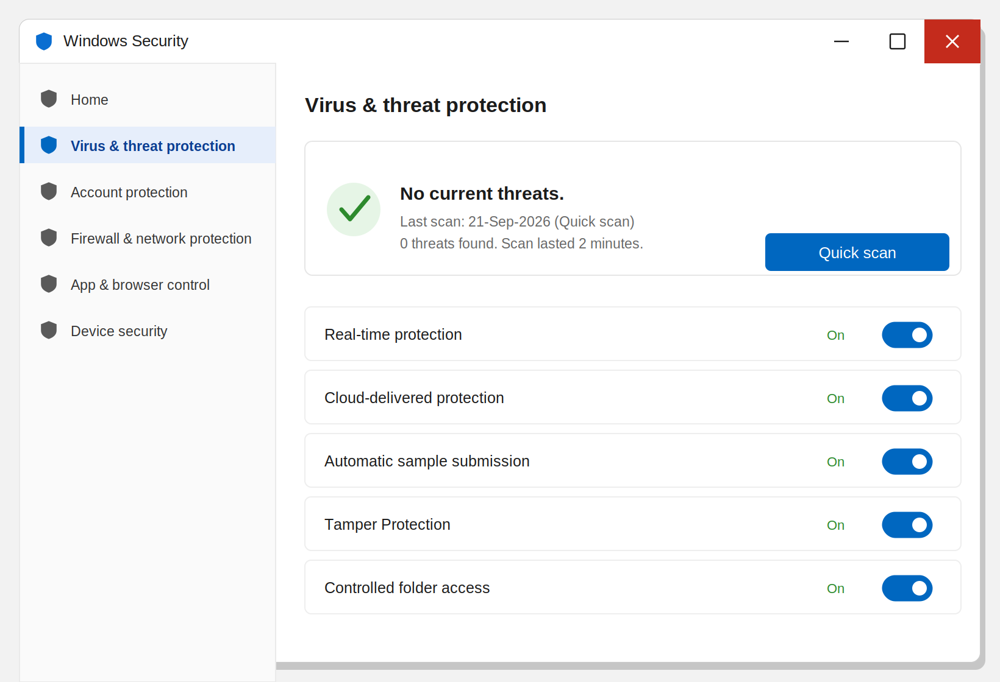 Windows Security
Home
Virus & threat protection
Account protection
Firewall & network protection
App & browser control
Device security
Virus & threat protection
No current threats.
Last scan: 21-Sep-2026 (Quick scan)
0 threats found. Scan lasted 2 minutes.
Quick scan
Real-time protection On
Cloud-delivered protection On
Automatic sample submission On
Tamper Protection On
Controlled folder access On